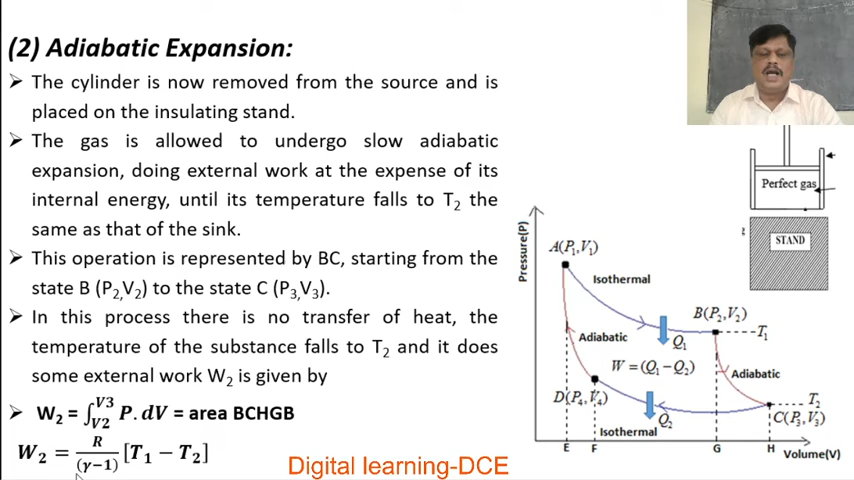 (2) Adiabatic Expansion:
➢ The cylinder is now removed from the source and is
placed on the insulating stand.
➢ The gas is allowed to undergo slow adiabatic
expansion, doing external work at the expense of its
internal energy, until its temperature falls to T₂ the
same as that of the sink.
➢ This operation is represented by BC, starting from the
state B (P₂,V₂) to the state C (P₃,V₃).
➢ In this process there is no transfer of heat, the
temperature of the substance falls to T₂ and it does
some external work W₂ is given by
➢ W₂ = ∫_{V2}^{V3} P.dV = area BCHGB
W₂ = R/(γ−1) [T₁ − T₂]
Perfect gas
STAND
Pressure(P)
A(P₁,V₁)
Isothermal
B(P₂,V₂)
T₁
Q₁
Adiabatic
W = (Q₁−Q₂)
Adiabatic
D(P₄,V₄)
T₂
Q₂
C(P₃,V₃)
Isothermal
E F G H
Volume(V)
Digital learning-DCE